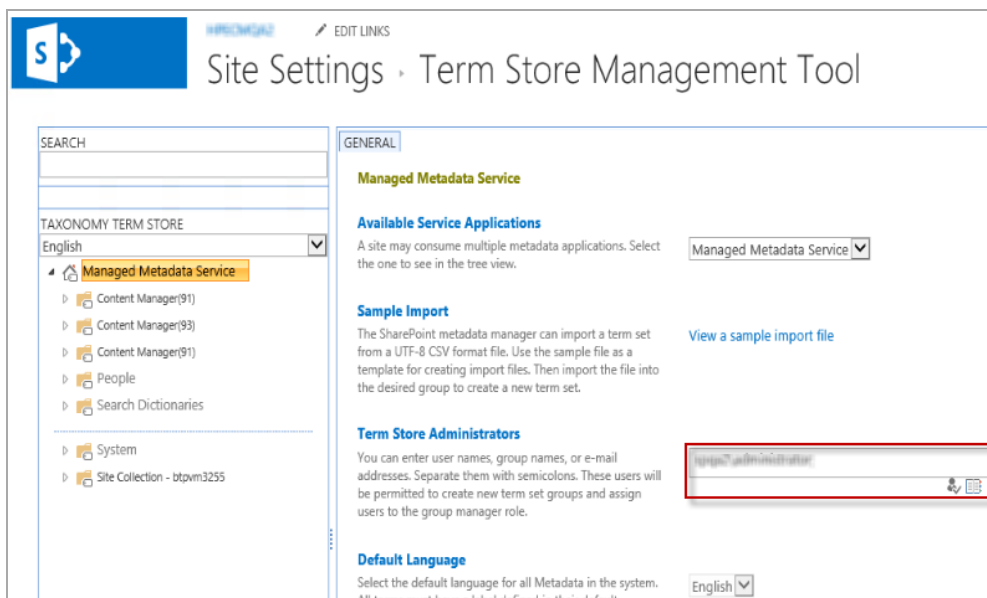 EDIT LINKS
Site Settings › Term Store Management Tool
SEARCH
TAXONOMY TERM STORE
English
Managed Metadata Service
Content Manager(91)
Content Manager(93)
Content Manager(91)
People
Search Dictionaries
System
Site Collection - btpvm3255
GENERAL
Managed Metadata Service
Available Service Applications
A site may consume multiple metadata applications. Select
the one to see in the tree view.
Managed Metadata Service
Sample Import
The SharePoint metadata manager can import a term set
from a UTF-8 CSV format file. Use the sample file as a
template for creating import files. Then import the file into
the desired group to create a new term set.
View a sample import file
Term Store Administrators
You can enter user names, group names, or e-mail
addresses. Separate them with semicolons. These users will
be permitted to create new term set groups and assign
users to the group manager role.
Default Language
Select the default language for all Metadata in the system.
English